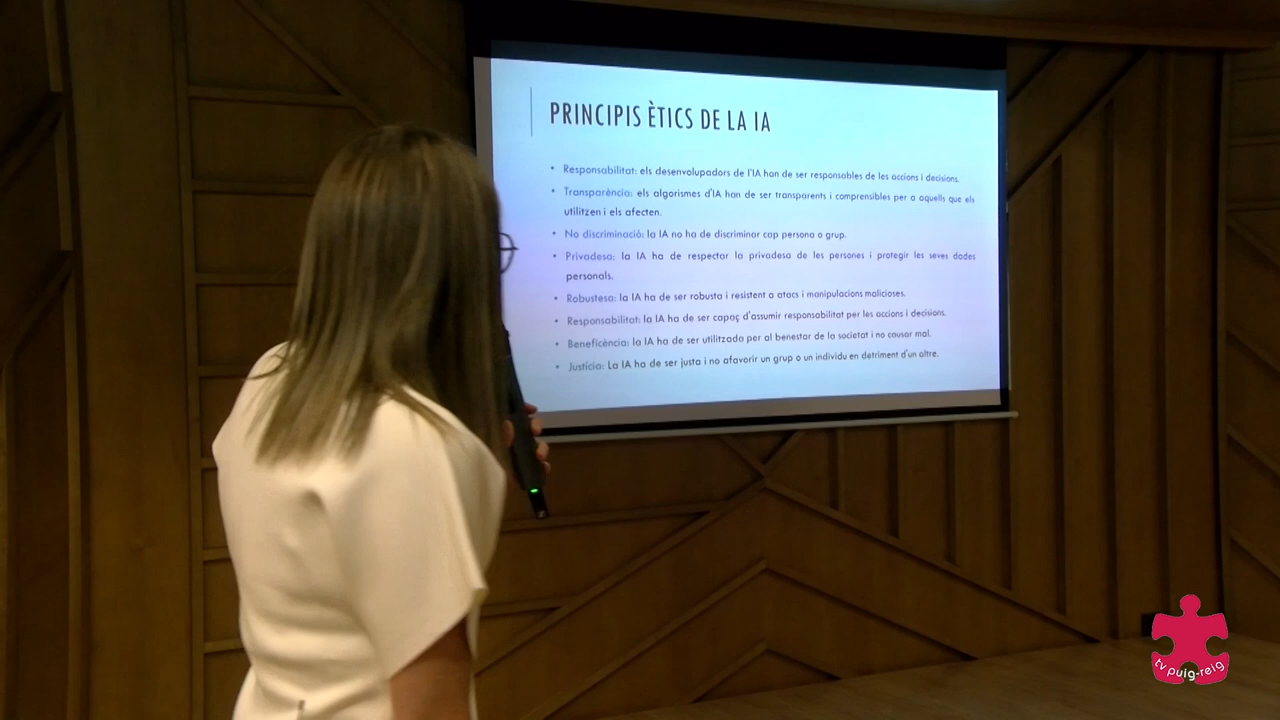 PRINCIPIS ÈTICS DE LA IA
• Responsabilitat: els desenvolupadors de l'IA han de ser responsables de les accions i decisions.
• Transparència: els algorismes d'IA han de ser transparents i comprensibles per a aquells que els
utilitzen i els afecten.
• No discriminació: la IA no ha de discriminar cap persona o grup.
• Privadesa: la IA ha de respectar la privadesa de les persones i protegir les seves dades
personals.
• Robustesa: la IA ha de ser robusta i resistent a atacs i manipulacions malicioses.
• Responsabilitat: la IA ha de ser capaç d'assumir responsabilitat per les accions i decisions.
• Beneficència: la IA ha de ser utilitzada per al benestar de la societat i no causar mal.
• Justícia: La IA ha de ser justa i no afavorir un grup o un individu en detriment d'un altre.
tv puig-reig